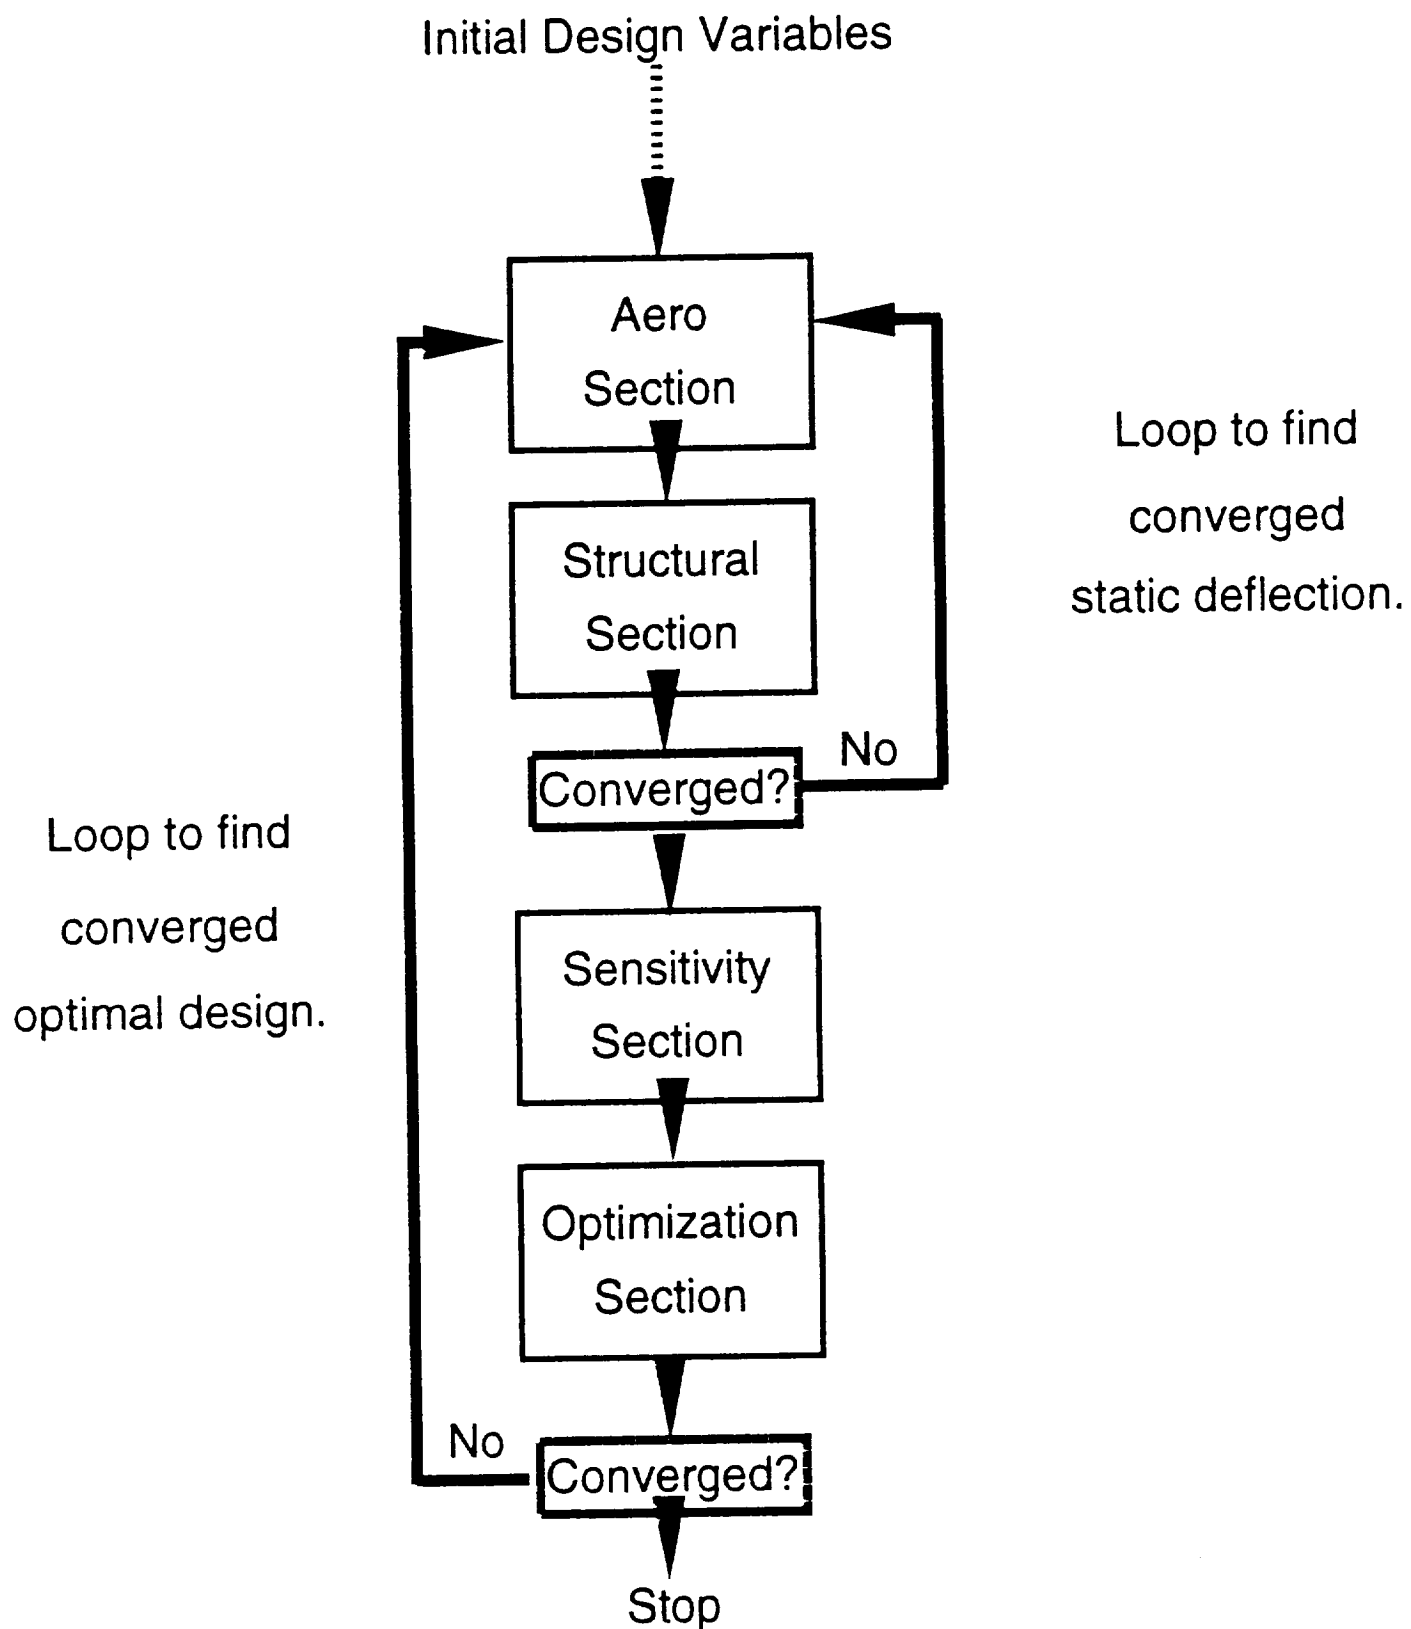 Initial Design Variables
Aero
Section
Loop to find
converged
static deflection.
Structural
Section
No
Converged?
Loop to find
converged
optimal design.
Sensitivity
Section
Optimization
Section
No
Converged?
Stop